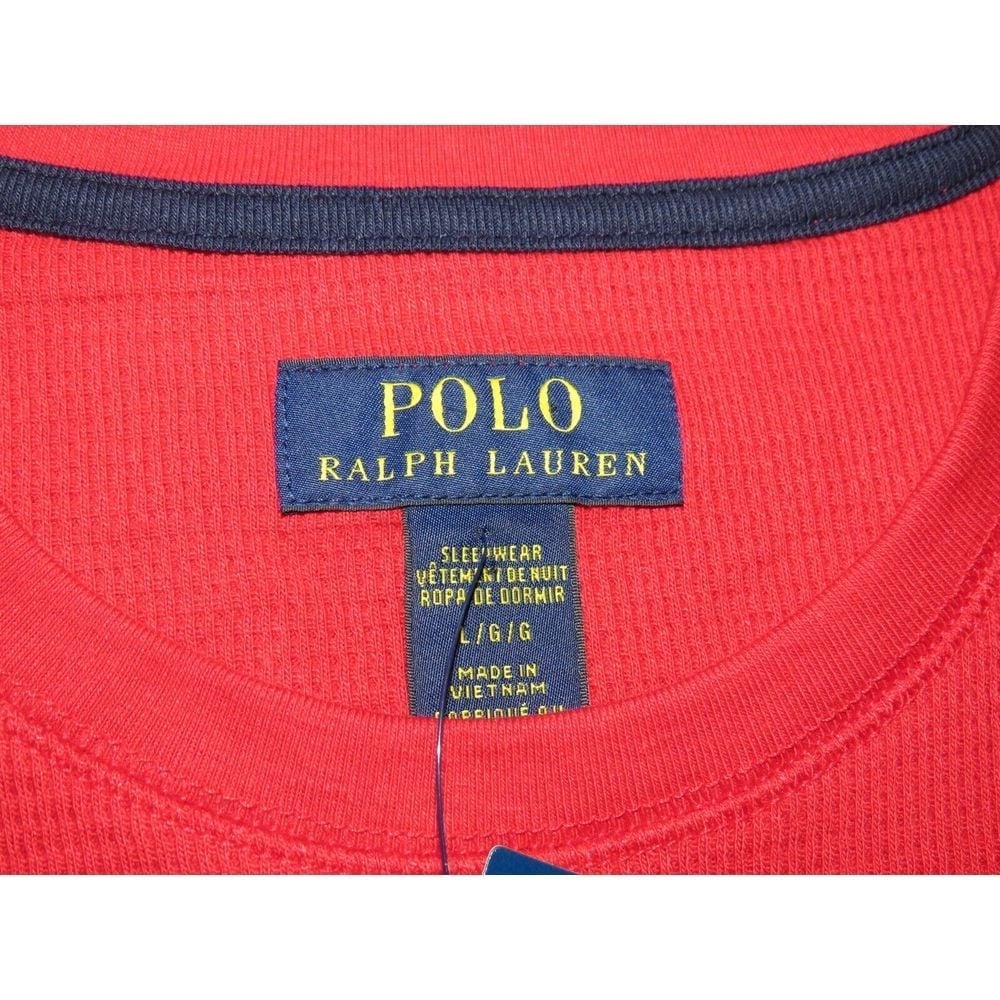 POLO
RALPH LAUREN
SLEEPWEAR
VÊTEMENT DE NUIT
ROPA DE DORMIR
L/G/G
MADE IN
VIETNAM